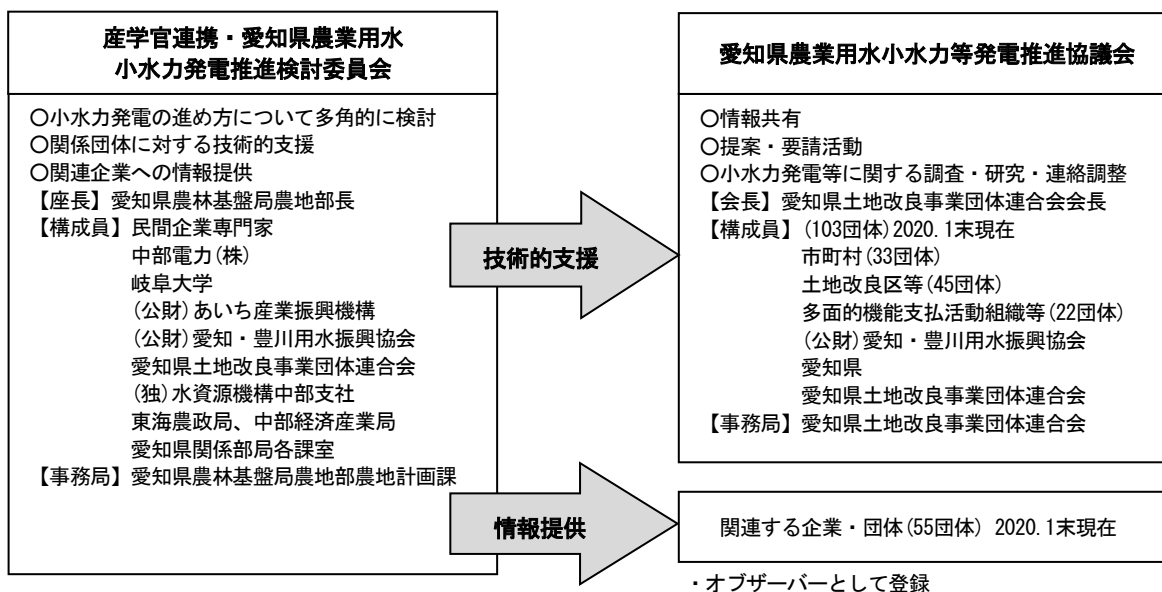 産学官連携・愛知県農業用水
小水力発電推進検討委員会
○小水力発電の進め方について多角的に検討
○関係団体に対する技術的支援
○関連企業への情報提供
【座長】愛知県農林基盤局農地部長
【構成員】民間企業専門家
中部電力(株)
岐阜大学
(公財)あいち産業振興機構
(公財)愛知・豊川用水振興協会
愛知県土地改良事業団体連合会
(独)水資源機構中部支社
東海農政局、中部経済産業局
愛知県関係部局各課室
【事務局】愛知県農林基盤局農地部農地計画課
技術的支援
情報提供
愛知県農業用水小水力等発電推進協議会
○情報共有
○提案・要請活動
○小水力発電等に関する調査・研究・連絡調整
【会長】愛知県土地改良事業団体連合会会長
【構成員】(103団体)2020.1末現在
市町村(33団体)
土地改良区等(45団体)
多面的機能支払活動組織等(22団体)
(公財)愛知・豊川用水振興協会
愛知県
愛知県土地改良事業団体連合会
【事務局】愛知県土地改良事業団体連合会
関連する企業・団体(55団体) 2020.1末現在
・オブザーバーとして登録